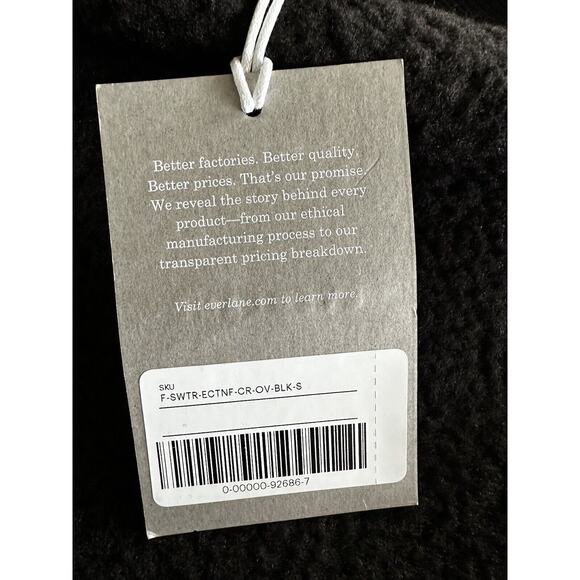 Better factories. Better quality.
Better prices. That's our promise.
We reveal the story behind every
product—from our ethical
manufacturing process to our
transparent pricing breakdown.
Visit everlane.com to learn more.
SKU
F-SWTR-ECTNF-CR-OV-BLK-S
0-00000-92686-7